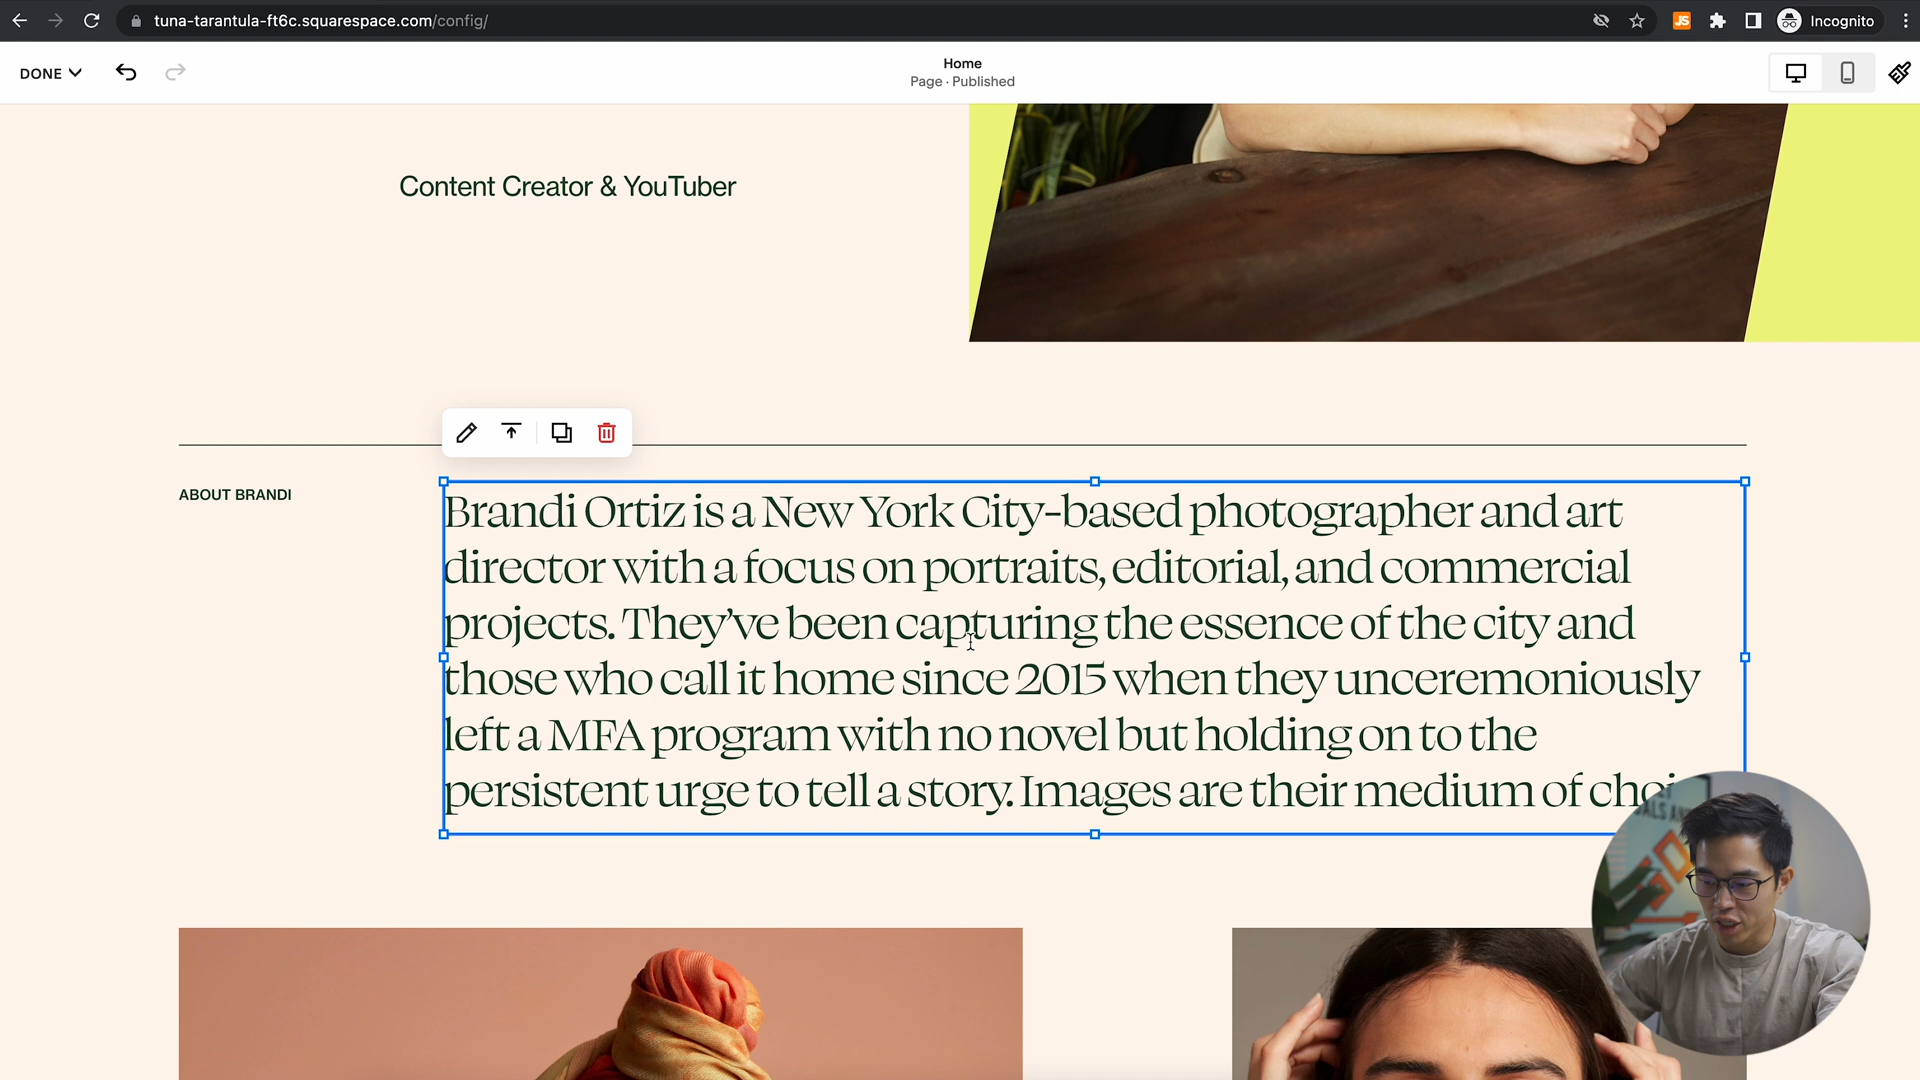 tuna-tarantula-ft6c.squarespace.com/config/
JS
Incognito
DONE
Home
Page · Published
Content Creator & YouTuber
ABOUT BRANDI
Brandi Ortiz is a New York City-based photographer and art
director with a focus on portraits, editorial, and commercial
projects. They’ve been capturing the essence of the city and
those who call it home since 2015 when they unceremoniously
left a MFA program with no novel but holding on to the
persistent urge to tell a story. Images are their medium of